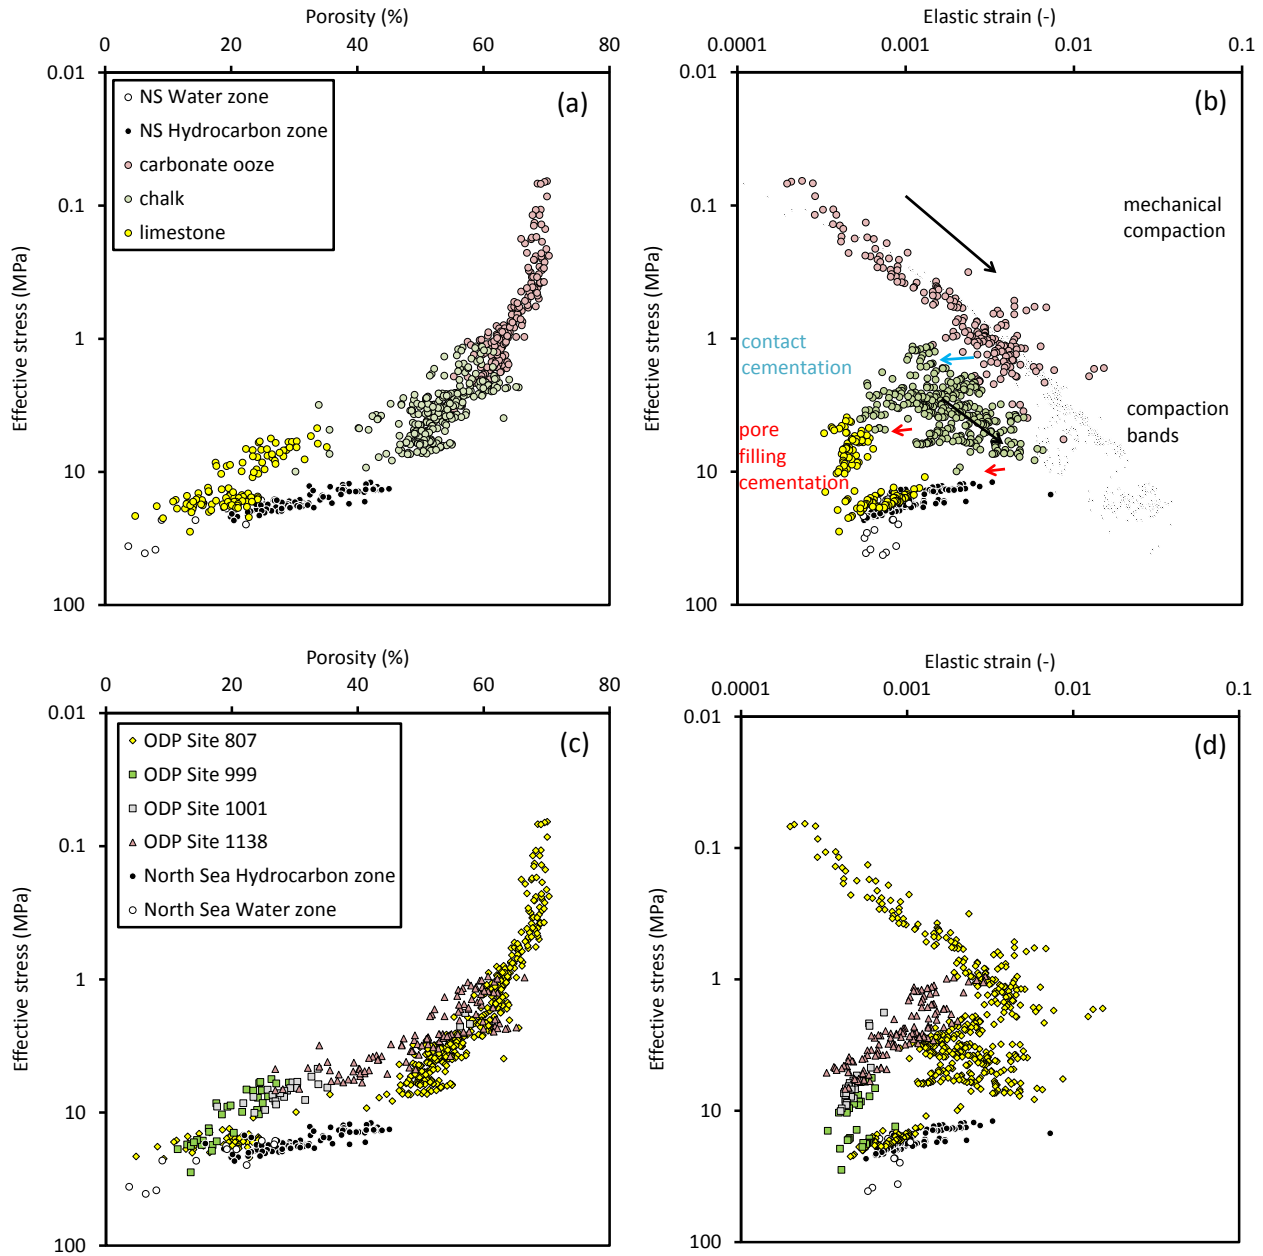 Porosity (%)
0 20 40 60 80
0.01
0.1
1
10
100
Effective stress (MPa)
NS Water zone
NS Hydrocarbon zone
carbonate ooze
chalk
limestone
(a)
Elastic strain (-)
0.0001 0.001 0.01 0.1
0.01
0.1
1
10
100
Effective stress (MPa)
(b)
mechanical
compaction
contact
cementation
compaction
bands
pore
filling
cementation
Porosity (%)
0 20 40 60 80
0.01
0.1
1
10
100
Effective stress (MPa)
ODP Site 807
ODP Site 999
ODP Site 1001
ODP Site 1138
North Sea Hydrocarbon zone
North Sea Water zone
(c)
Elastic strain (-)
0.0001 0.001 0.01 0.1
0.01
0.1
1
10
100
Effective stress (MPa)
(d)